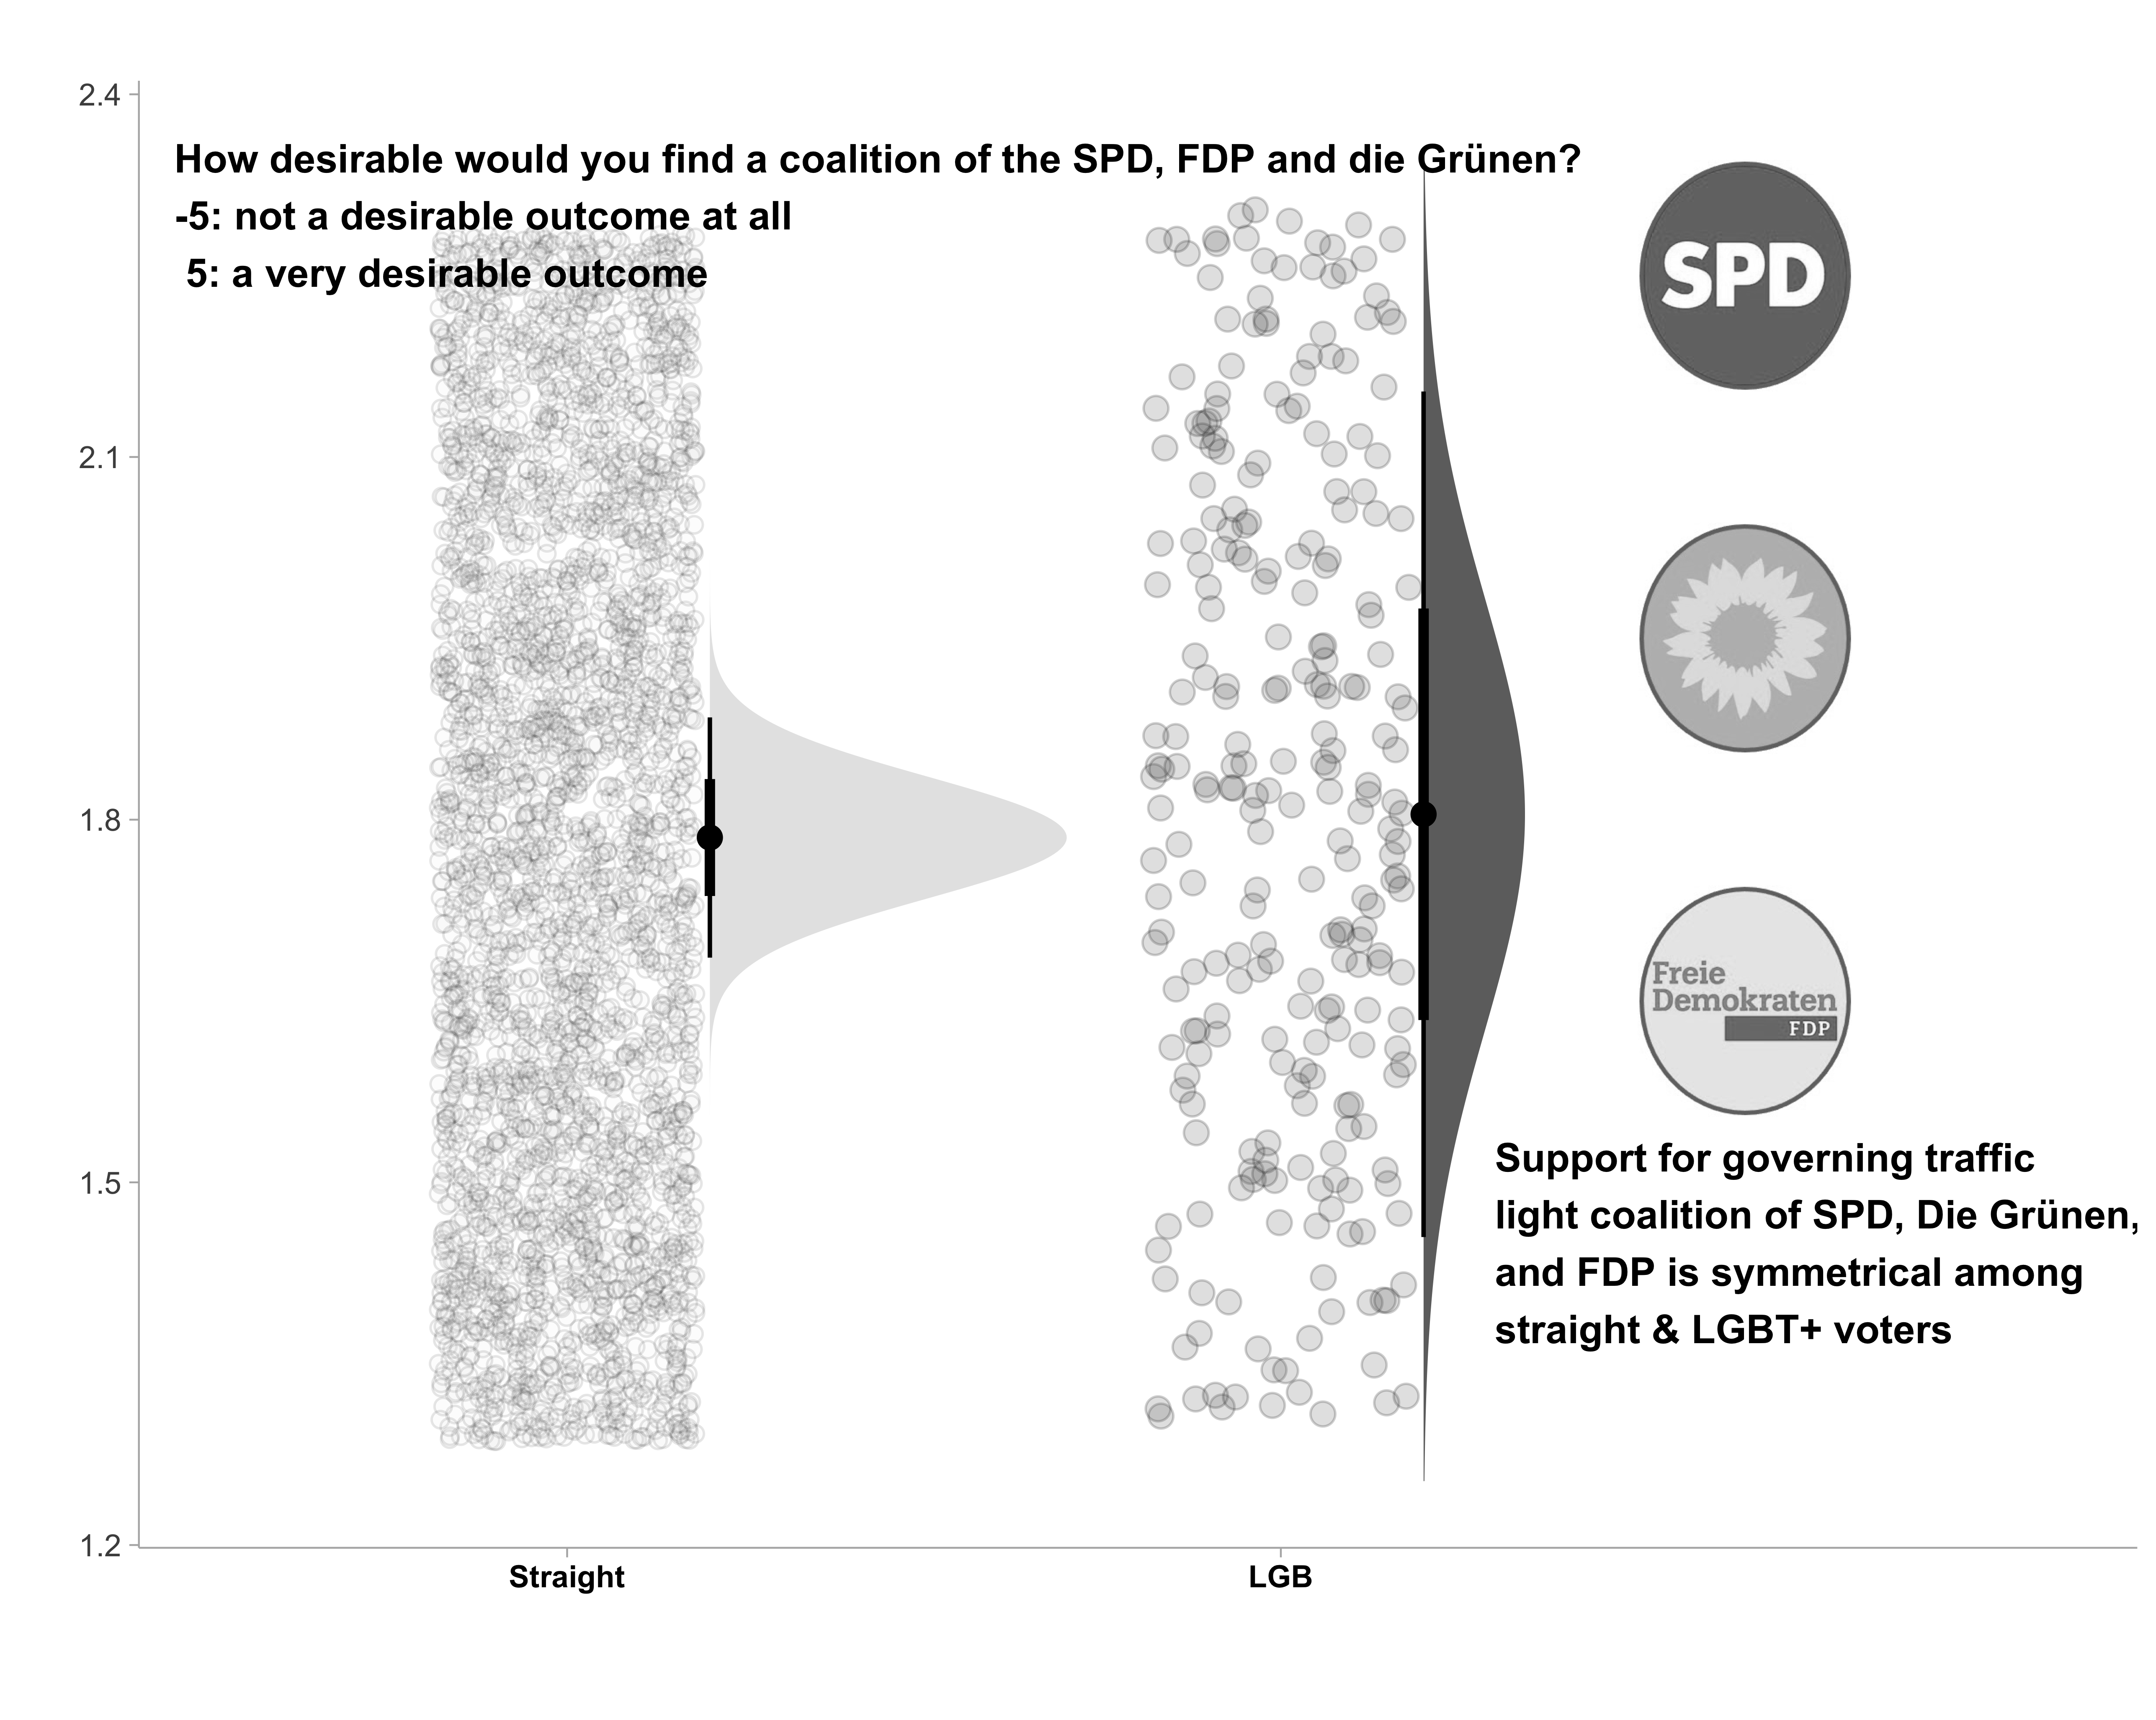 2.4
How desirable would you find a coalition of the SPD, FDP and die Grünen?
-5: not a desirable outcome at all
5: a very desirable outcome
SPD
2.1
1.8
Freie
Demokraten
FDP
1.5
Support for governing traffic
light coalition of SPD, Die Grünen,
and FDP is symmetrical among
straight & LGBT+ voters
1.2
Straight
LGB